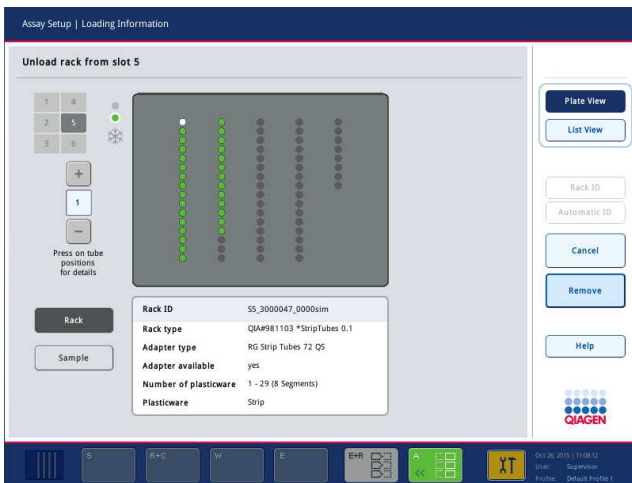 Assay Setup | Loading Information
Unload rack from slot 5
1 4
2 5
3 6
+
1
−
Press on tube
positions
for details
Rack
Sample
Rack ID S5_3000047_0000sim
Rack type QIA#981103 *StripTubes 0.1
Adapter type RG Strip Tubes 72 QS
Adapter available yes
Number of plasticware 1 - 29 (8 Segments)
Plasticware Strip
Plate View
List View
Rack ID
Automatic ID
Cancel
Remove
Help
QIAGEN
S R+C W E E+R A
Oct 26, 2015 | 11:08:12
User: Supervisor
Profile: Default Profile 1